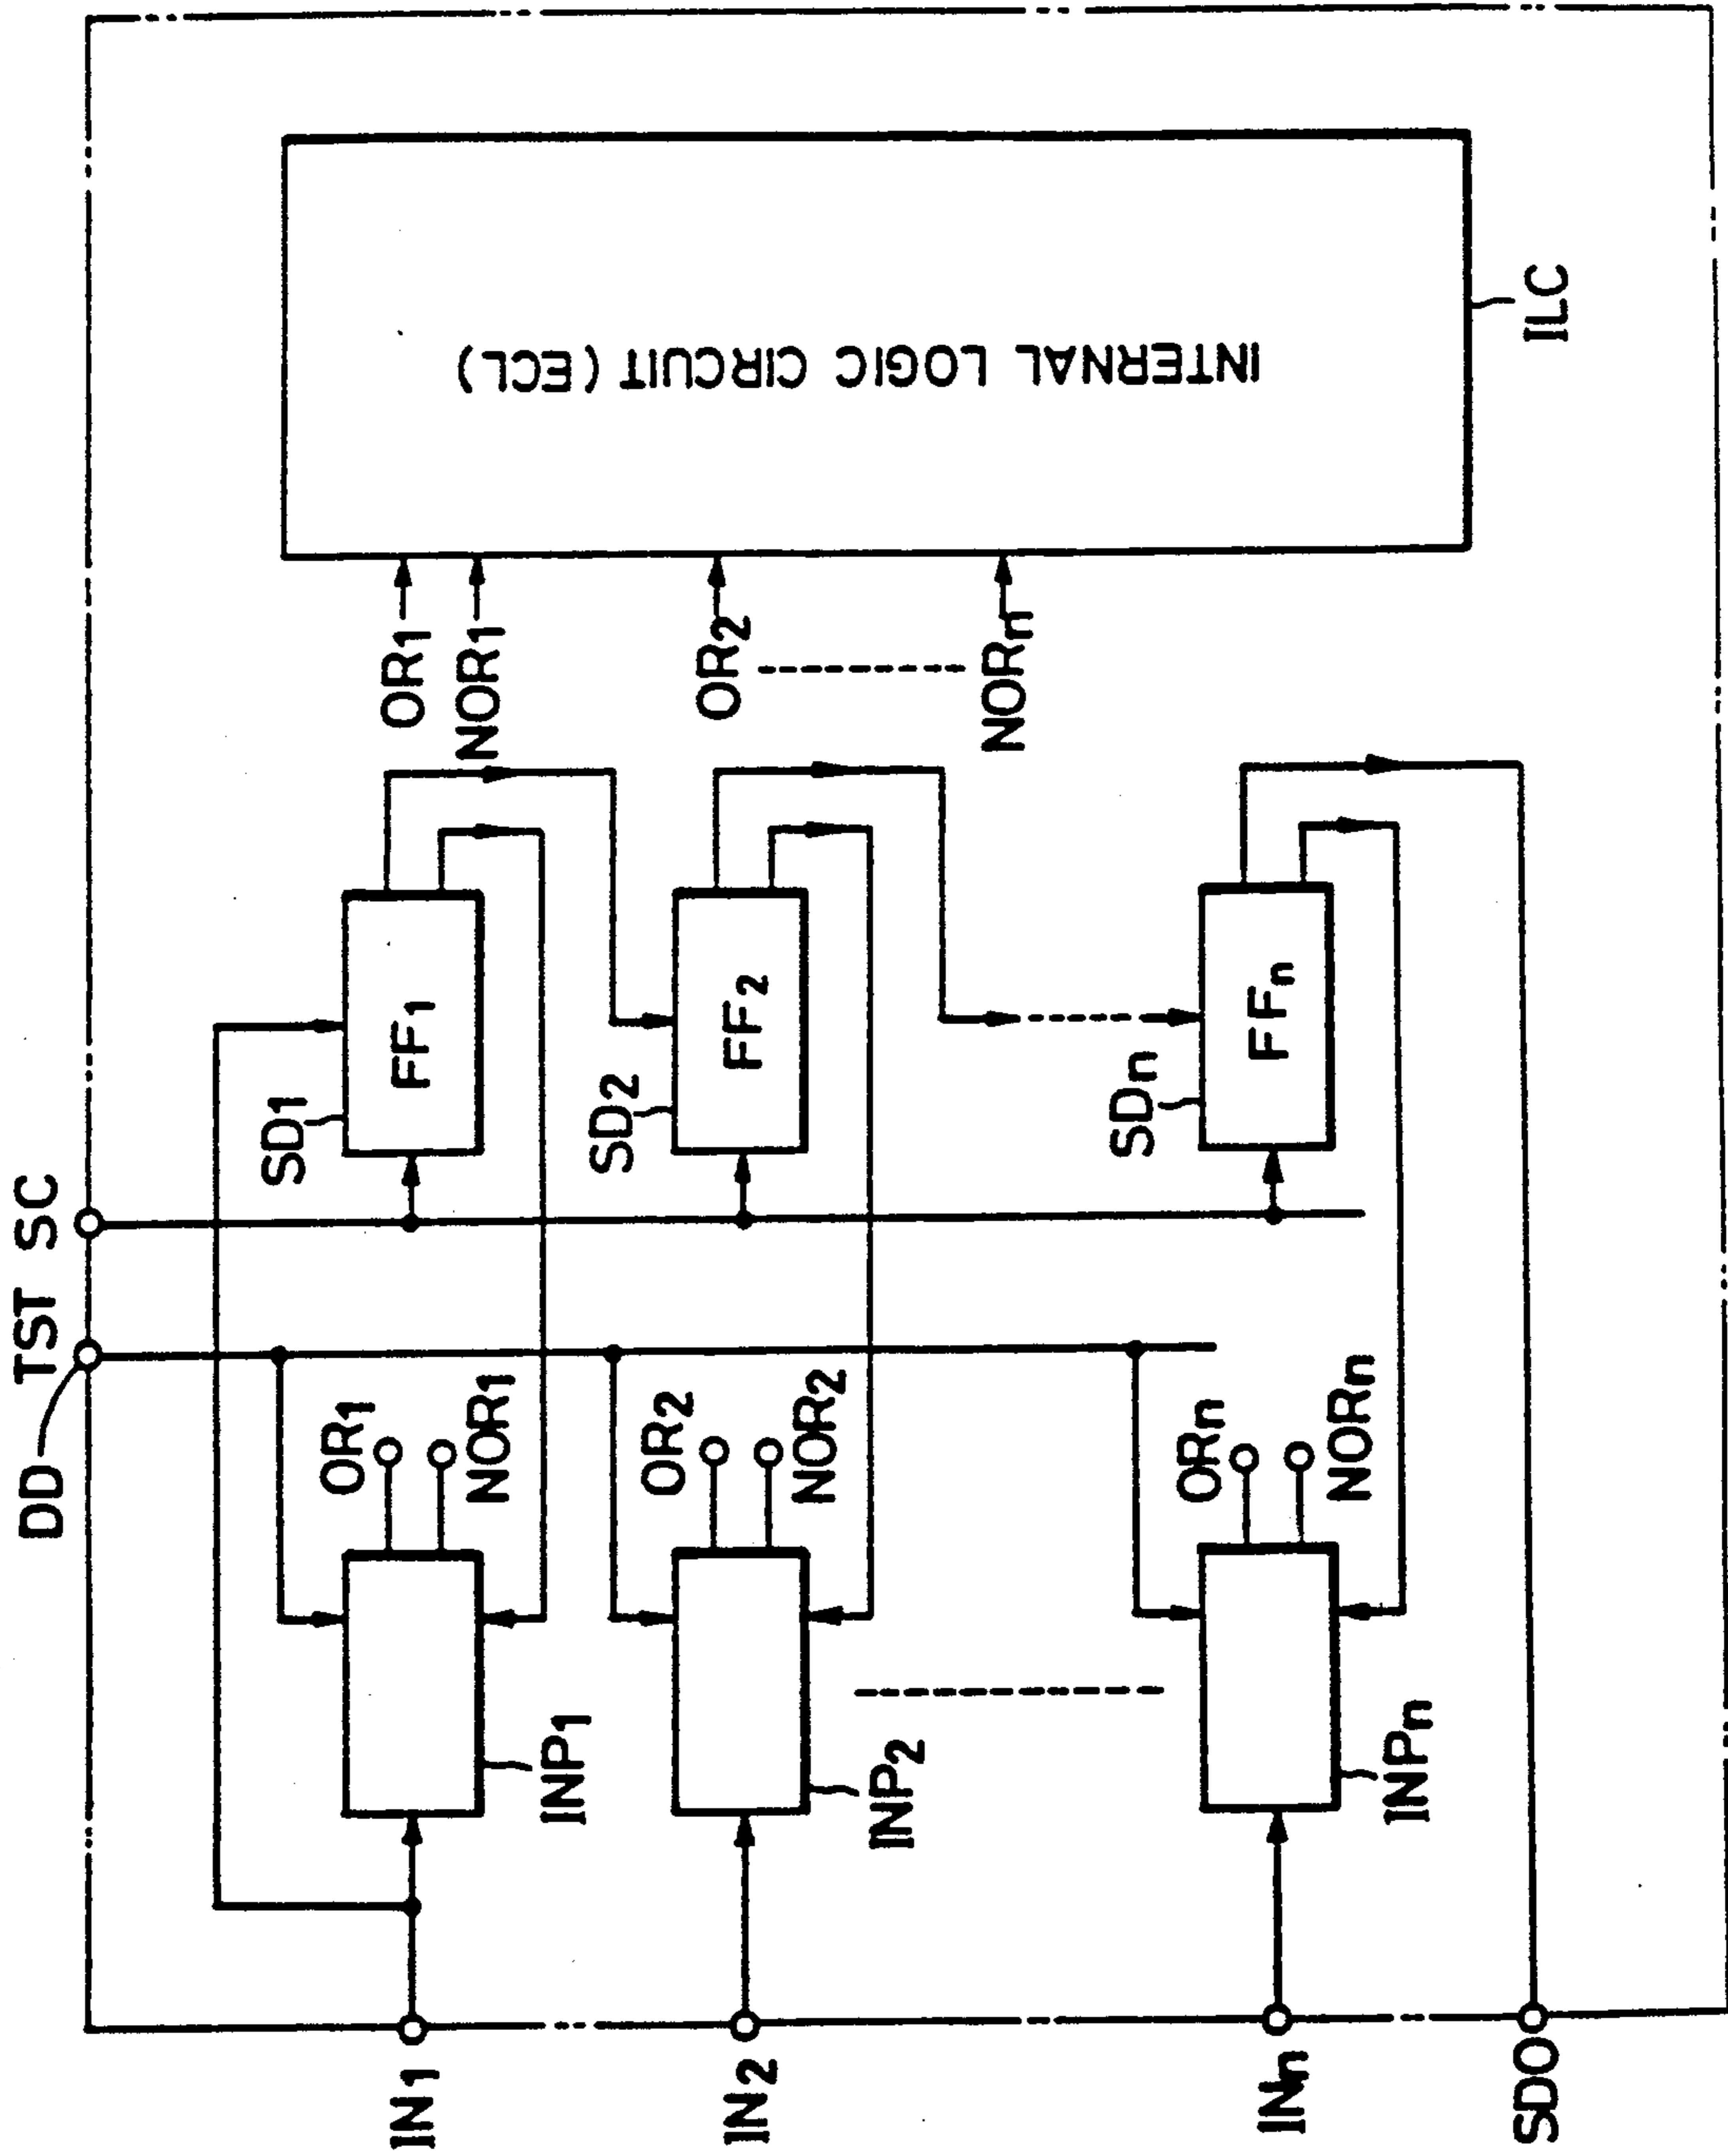 DD TST SC
IN1
INP1
OR1
NOR1
SD1
FF1
OR1
NOR1
IN2
INP2
OR2
NOR2
SD2
FF2
OR2
INn
INPn
ORn
NORn
SDn
FFn
NORn
INTERNAL LOGIC CIRCUIT (ECL)
ILC
SDO